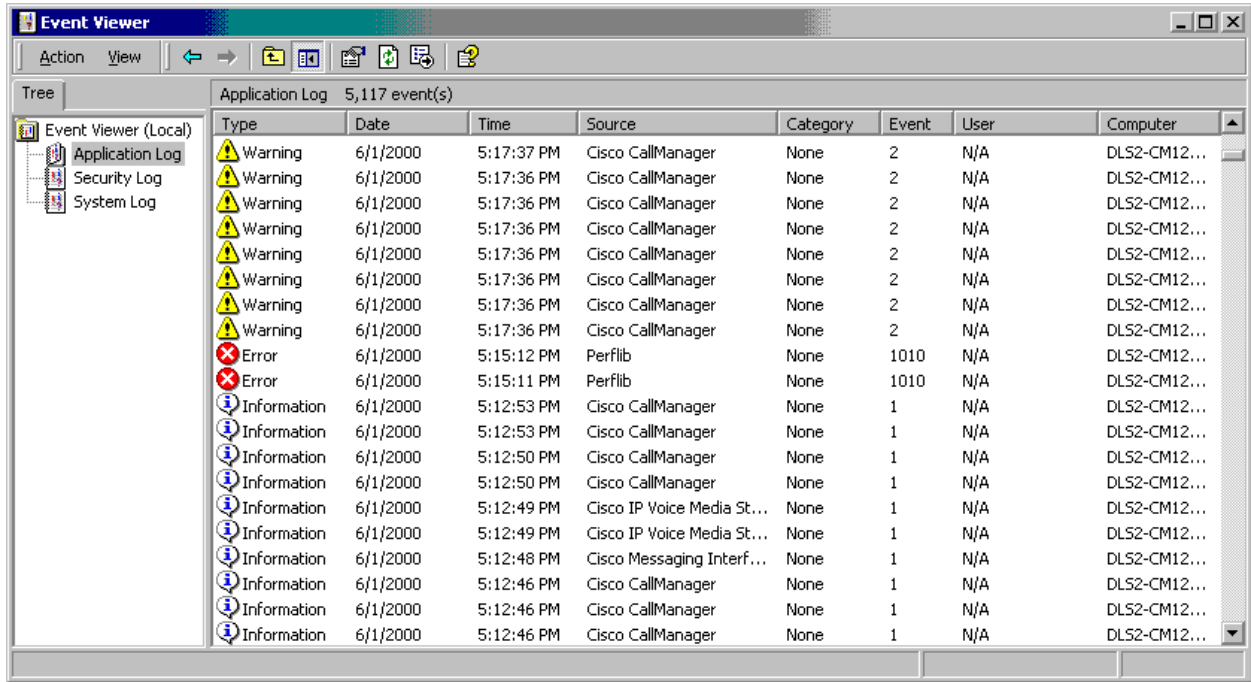 Event Viewer
Action View
Tree
Application Log 5,117 event(s)
Event Viewer (Local)
Application Log
Security Log
System Log
Type Date Time Source Category Event User Computer
Warning 6/1/2000 5:17:37 PM Cisco CallManager None 2 N/A DLS2-CM12...
Warning 6/1/2000 5:17:36 PM Cisco CallManager None 2 N/A DLS2-CM12...
Warning 6/1/2000 5:17:36 PM Cisco CallManager None 2 N/A DLS2-CM12...
Warning 6/1/2000 5:17:36 PM Cisco CallManager None 2 N/A DLS2-CM12...
Warning 6/1/2000 5:17:36 PM Cisco CallManager None 2 N/A DLS2-CM12...
Warning 6/1/2000 5:17:36 PM Cisco CallManager None 2 N/A DLS2-CM12...
Warning 6/1/2000 5:17:36 PM Cisco CallManager None 2 N/A DLS2-CM12...
Warning 6/1/2000 5:17:36 PM Cisco CallManager None 2 N/A DLS2-CM12...
Error 6/1/2000 5:15:12 PM Perflib None 1010 N/A DLS2-CM12...
Error 6/1/2000 5:15:11 PM Perflib None 1010 N/A DLS2-CM12...
Information 6/1/2000 5:12:53 PM Cisco CallManager None 1 N/A DLS2-CM12...
Information 6/1/2000 5:12:53 PM Cisco CallManager None 1 N/A DLS2-CM12...
Information 6/1/2000 5:12:50 PM Cisco CallManager None 1 N/A DLS2-CM12...
Information 6/1/2000 5:12:50 PM Cisco CallManager None 1 N/A DLS2-CM12...
Information 6/1/2000 5:12:49 PM Cisco IP Voice Media St... None 1 N/A DLS2-CM12...
Information 6/1/2000 5:12:49 PM Cisco IP Voice Media St... None 1 N/A DLS2-CM12...
Information 6/1/2000 5:12:48 PM Cisco Messaging Interf... None 1 N/A DLS2-CM12...
Information 6/1/2000 5:12:46 PM Cisco CallManager None 1 N/A DLS2-CM12...
Information 6/1/2000 5:12:46 PM Cisco CallManager None 1 N/A DLS2-CM12...
Information 6/1/2000 5:12:46 PM Cisco CallManager None 1 N/A DLS2-CM12...